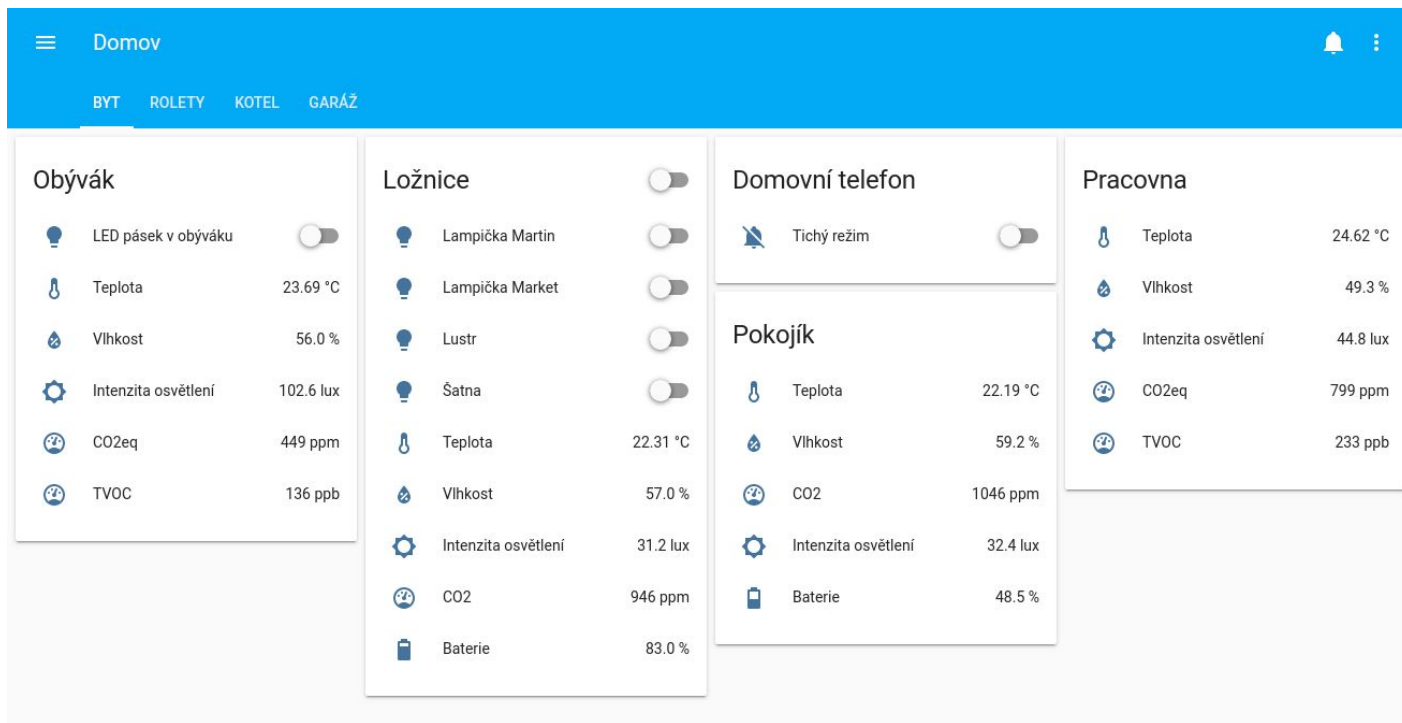 Domov
BYT ROLETY KOTEL GARÁŽ
Obývák
LED pásek v obýváku
Teplota 23.69 °C
Vlhkost 56.0 %
Intenzita osvětlení 102.6 lux
CO2eq 449 ppm
TVOC 136 ppb
Ložnice
Lampička Martin
Lampička Market
Lustr
Šatna
Teplota 22.31 °C
Vlhkost 57.0 %
Intenzita osvětlení 31.2 lux
CO2 946 ppm
Baterie 83.0 %
Domovní telefon
Tichý režim
Pokojík
Teplota 22.19 °C
Vlhkost 59.2 %
CO2 1046 ppm
Intenzita osvětlení 32.4 lux
Baterie 48.5 %
Pracovna
Teplota 24.62 °C
Vlhkost 49.3 %
Intenzita osvětlení 44.8 lux
CO2eq 799 ppm
TVOC 233 ppb